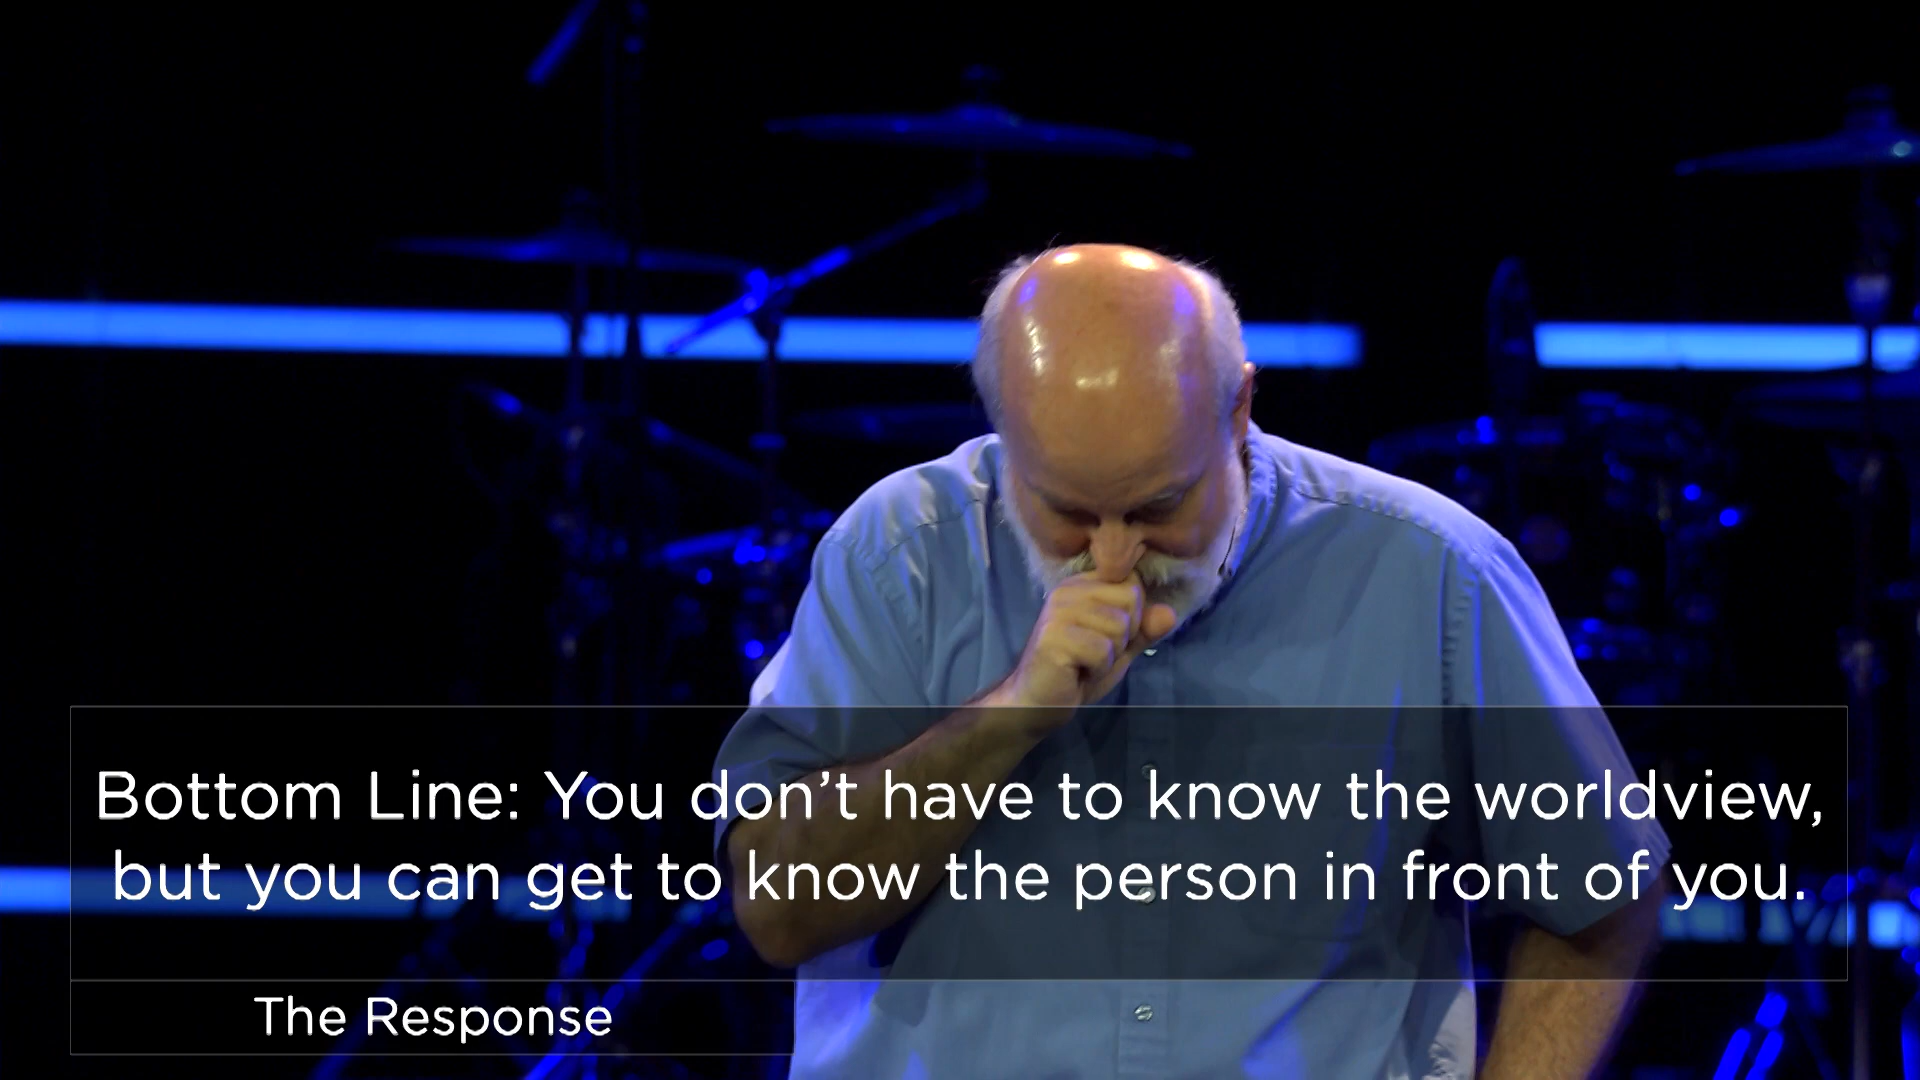 Bottom Line: You don’t have to know the worldview,
but you can get to know the person in front of you.
The Response